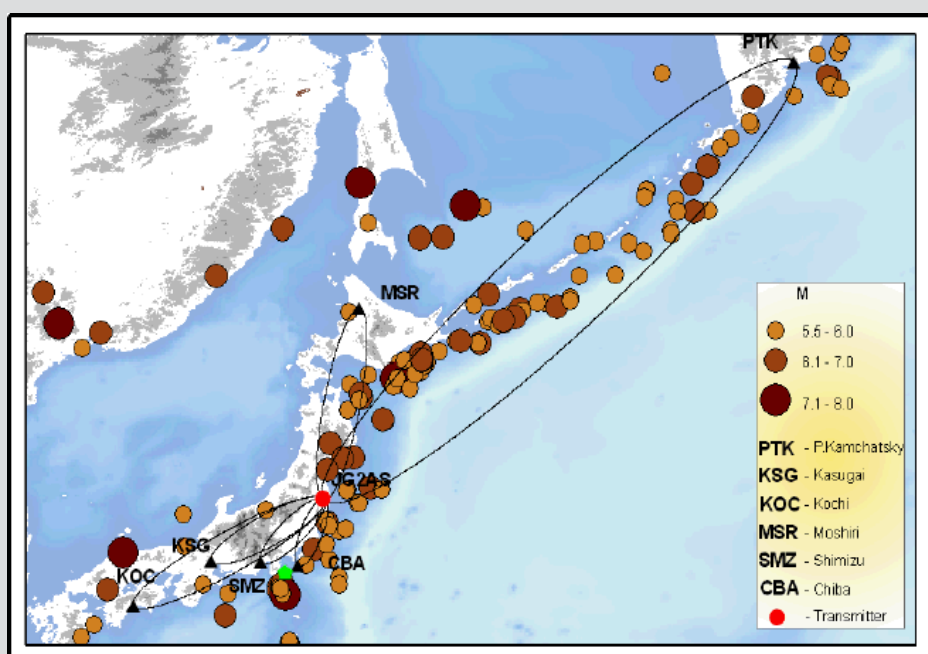 PTK
MSR
JG2AS
KSG
KOC
SMZ
CBA
M
5.5 - 6.0
6.1 - 7.0
7.1 - 8.0
PTK - P.Kamchatsky
KSG - Kasugai
KOC - Kochi
MSR - Moshiri
SMZ - Shimizu
CBA - Chiba
- Transmitter